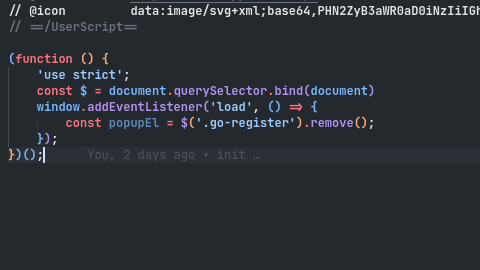 // @icon         data:image/svg+xml;base64,PHN2ZyB3aWR0aD0iNzIiIGh
// ==/UserScript==
(function () {
    'use strict';
    const $ = document.querySelector.bind(document)
    window.addEventListener('load', () => {
        const popupEl = $('.go-register').remove();
    });
})();      You, 2 days ago • init …